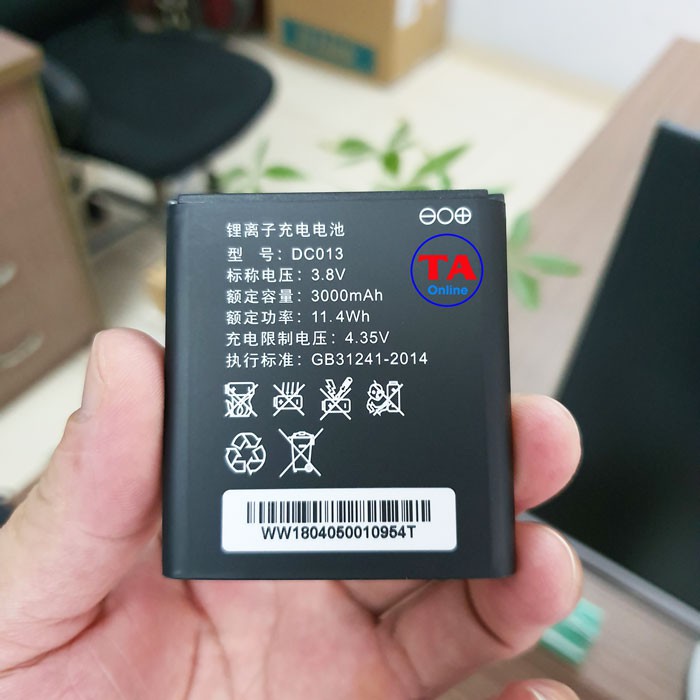 ⊖○⊕
锂离子充电电池
型 号：DC013
标称电压：3.8V
额定容量：3000mAh
额定功率：11.4Wh
充电限制电压：4.35V
执行标准：GB31241-2014
TA
Online
WW1804050010954T